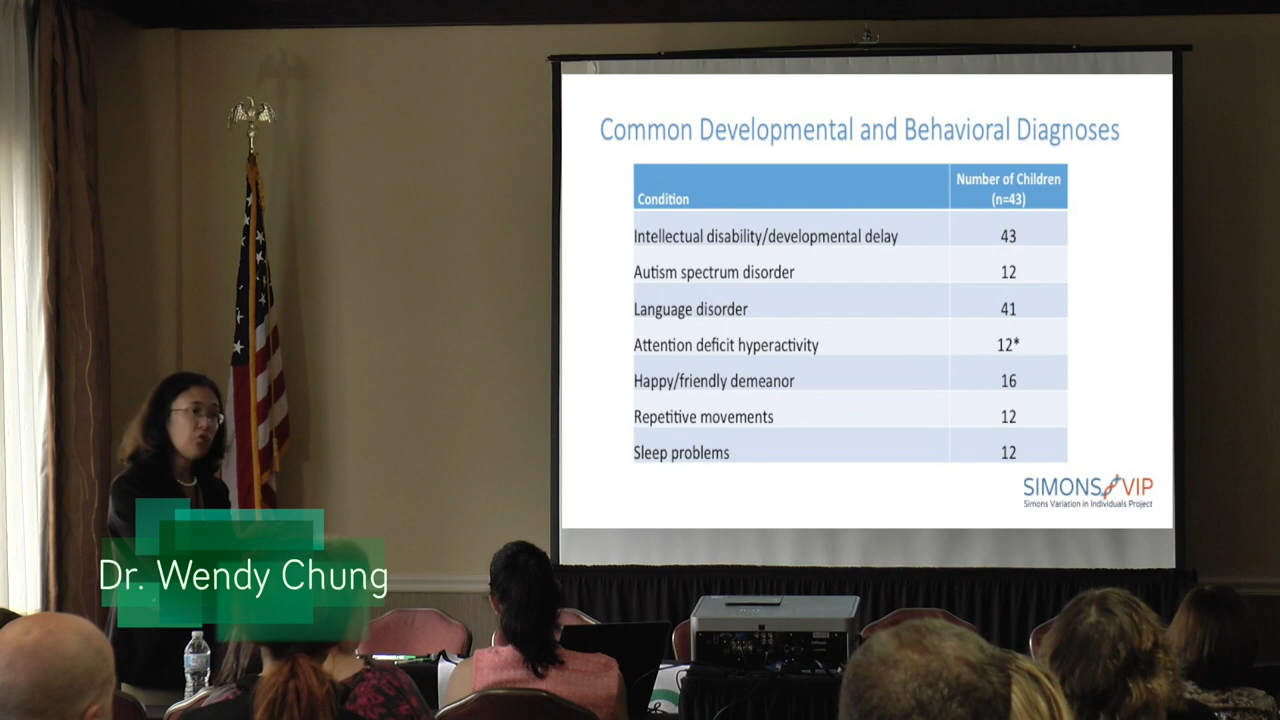 Common Developmental and Behavioral Diagnoses
Condition Number of Children (n=43)
Intellectual disability/developmental delay 43
Autism spectrum disorder 12
Language disorder 41
Attention deficit hyperactivity 12*
Happy/friendly demeanor 16
Repetitive movements 12
Sleep problems 12
SIMONS VIP
Simons Variation in Individuals Project
Dr. Wendy Chung